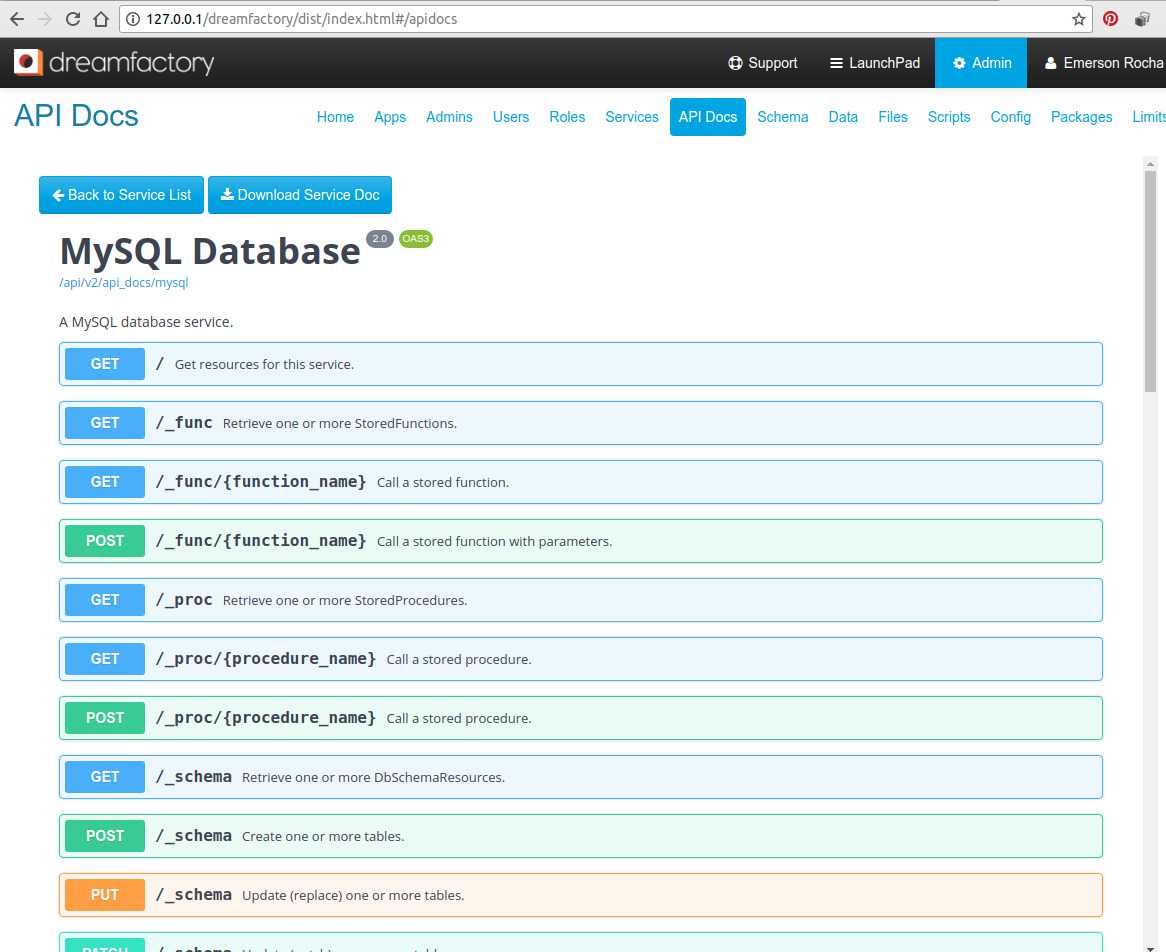 127.0.0.1/dreamfactory/dist/index.html#/apidocs
dreamfactory Support LaunchPad Admin Emerson Rocha
API Docs Home Apps Admins Users Roles Services API Docs Schema Data Files Scripts Config Packages Limits
Back to Service List Download Service Doc
MySQL Database 2.0 OAS3
/api/v2/api_docs/mysql
A MySQL database service.
GET / Get resources for this service.
GET /_func Retrieve one or more StoredFunctions.
GET /_func/{function_name} Call a stored function.
POST /_func/{function_name} Call a stored function with parameters.
GET /_proc Retrieve one or more StoredProcedures.
GET /_proc/{procedure_name} Call a stored procedure.
POST /_proc/{procedure_name} Call a stored procedure.
GET /_schema Retrieve one or more DbSchemaResources.
POST /_schema Create one or more tables.
PUT /_schema Update (replace) one or more tables.
PATCH /_schema